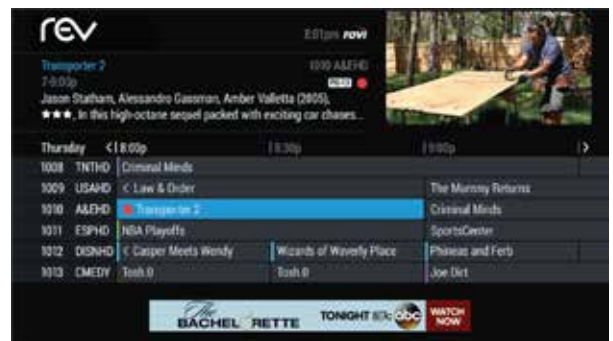 rev
8:01pm rovi
Transporter 2 1010 A&EHD
7-9:00p PG-13
Jason Statham, Alessandro Gassman, Amber Valletta (2005),
★★★, In this high-octane sequel packed with exciting car chases...
Thursday < 8:00p 8:30p 9:00p >
1008 TNTHD Criminal Minds
1009 USAHD < Law & Order The Mummy Returns
1010 A&EHD Transporter 2 Criminal Minds
1011 ESPHD NBA Playoffs SportsCenter
1012 DISNHD < Casper Meets Wendy Wizards of Waverly Place Phineas and Ferb
1013 CMEDY Tosh.0 Tosh.0 Joe Dirt
The
BACHELORETTE TONIGHT 8|7c abc WATCH
NOW